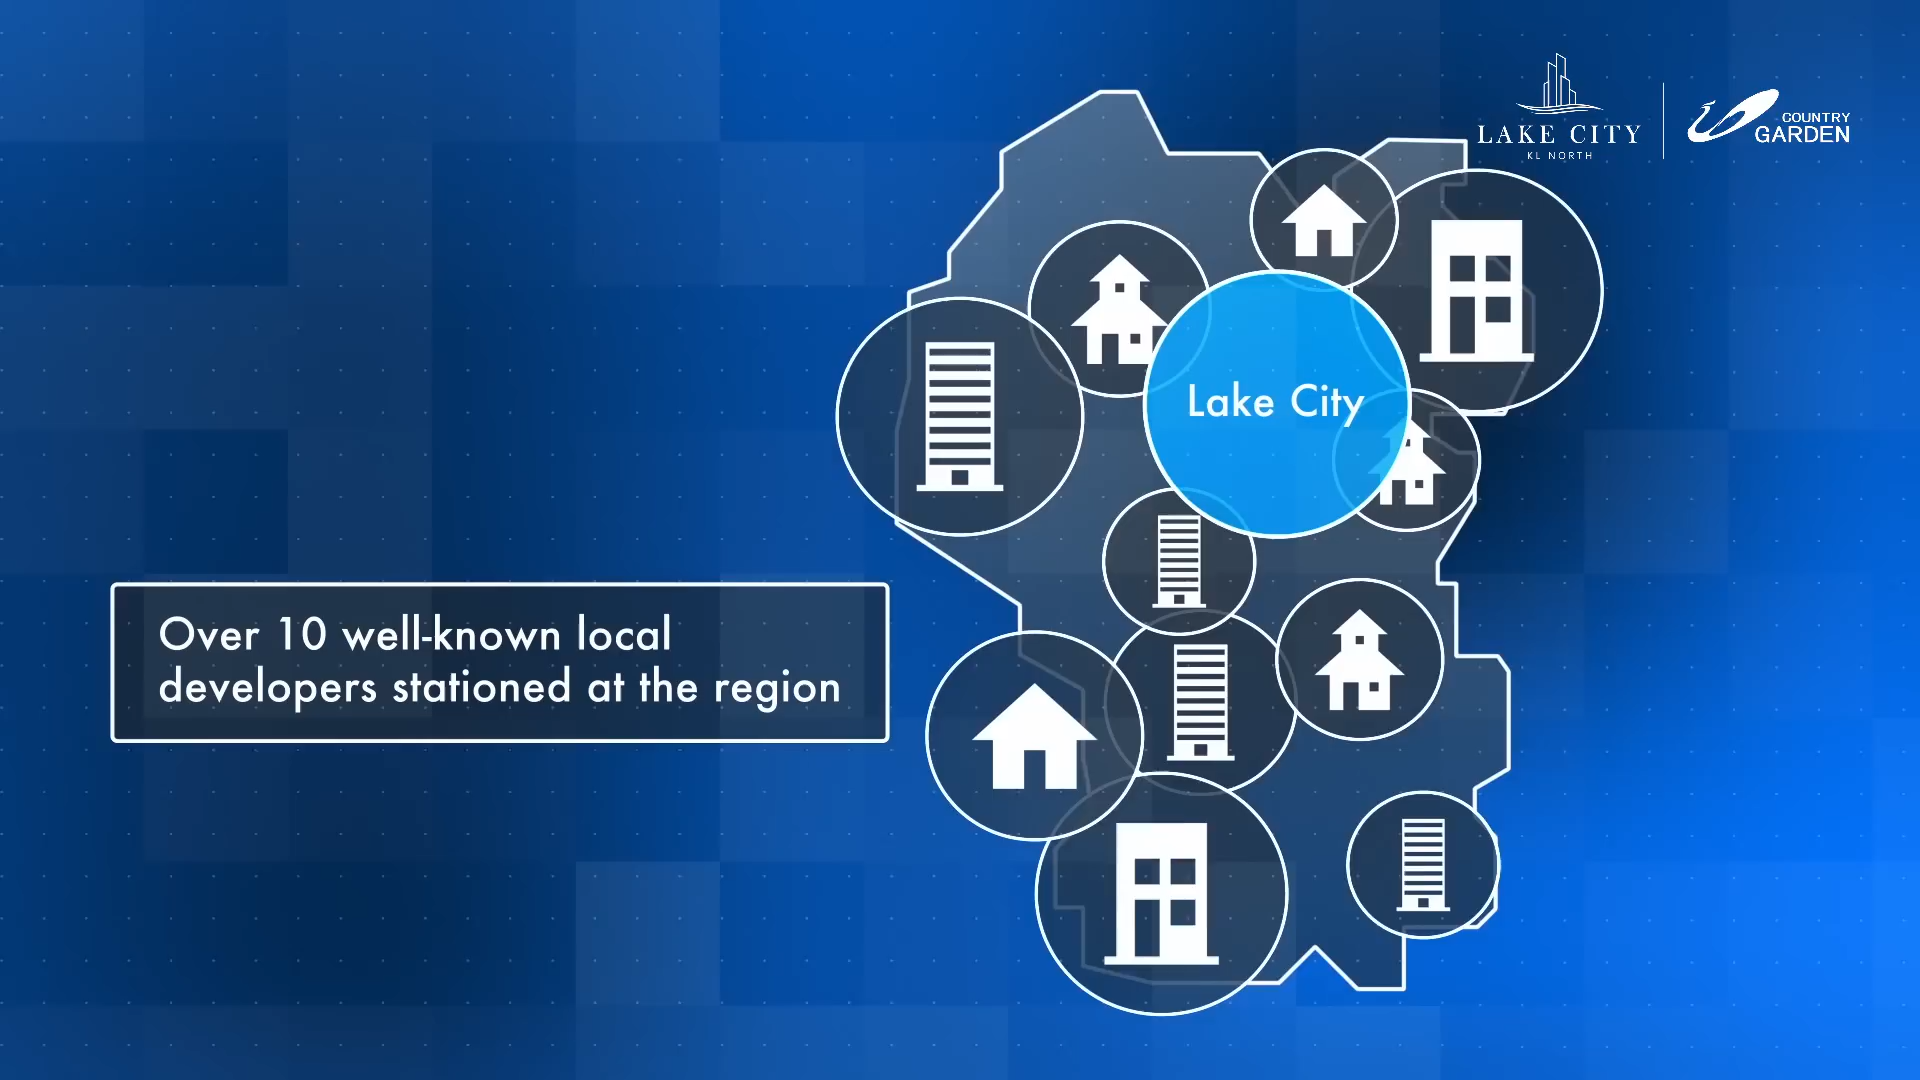 LAKE CITY
KL NORTH
COUNTRY
GARDEN
Lake City
Over 10 well-known local
developers stationed at the region